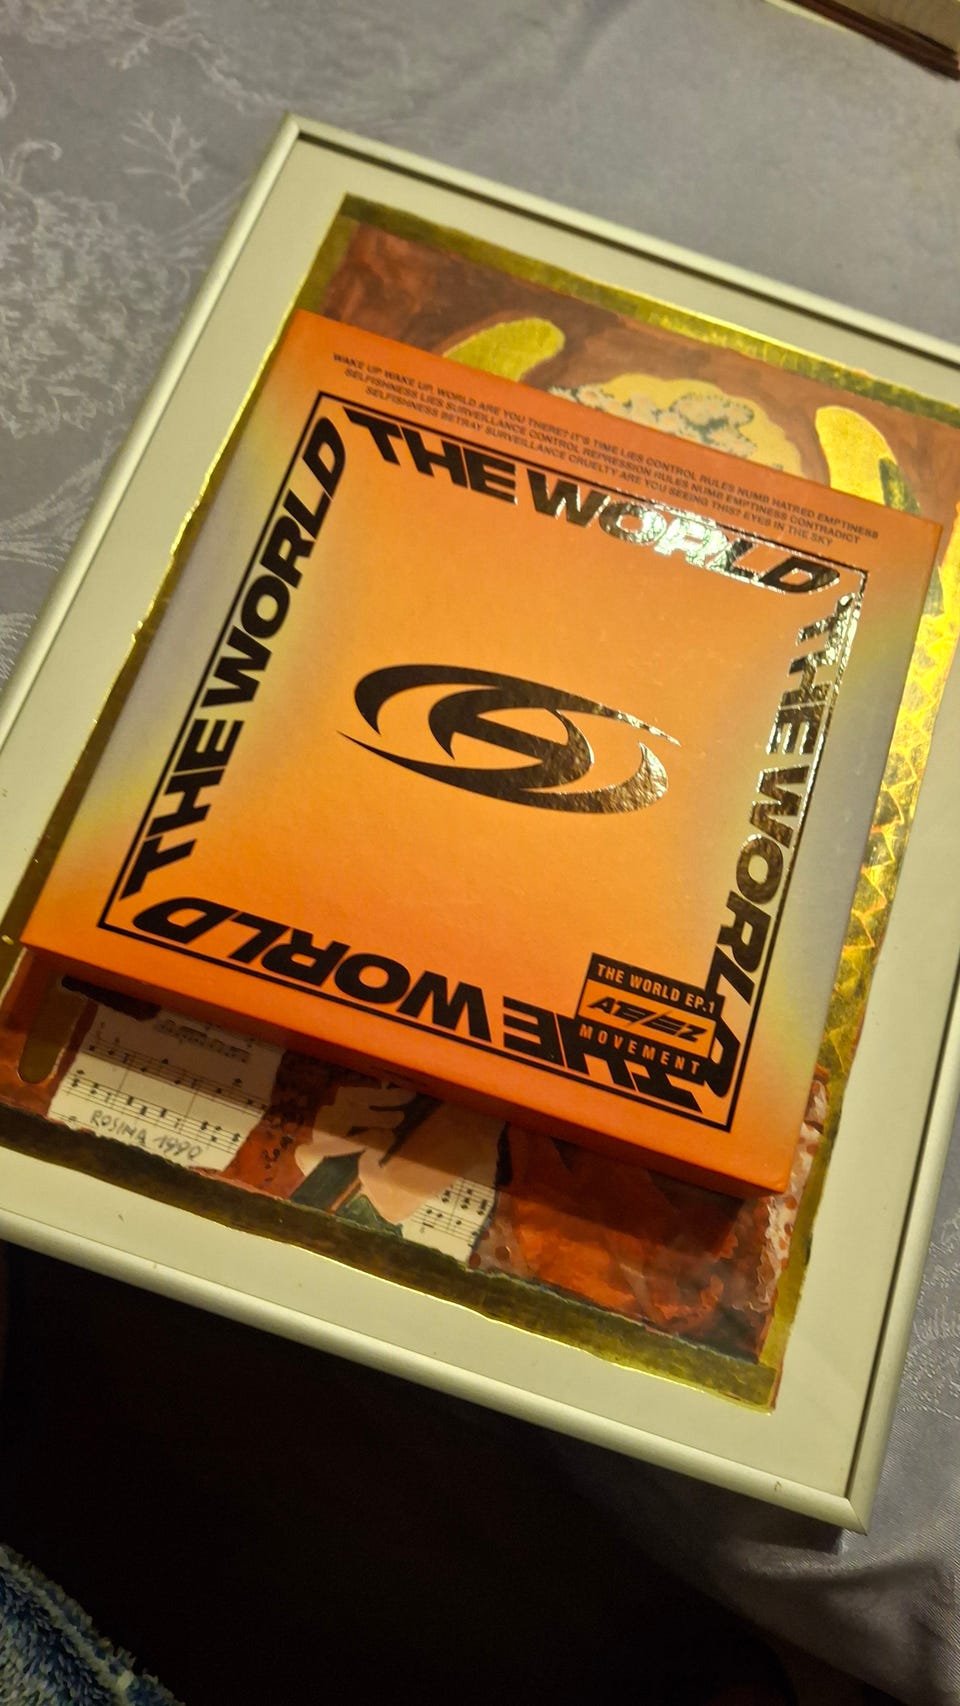 WAKE UP WAKE UP, WORLD ARE YOU THERE? IT'S TIME LIES CONTROL RULES NUMB HATRED EMPTINESS
SELFISHNESS LIES SURVEILLANCE CONTROL REPRESSION RULES NUMB EMPTINESS CONTRADICT
SELFISHNESS BETRAY SURVEILLANCE CRUELTY ARE YOU SEEING THIS? EYES IN THE SKY
THE WORLD
THE WORLD
THE WORLD
THE WORLD
THE WORLD EP.1
ATEEZ
MOVEMENT
ROSINA 1990